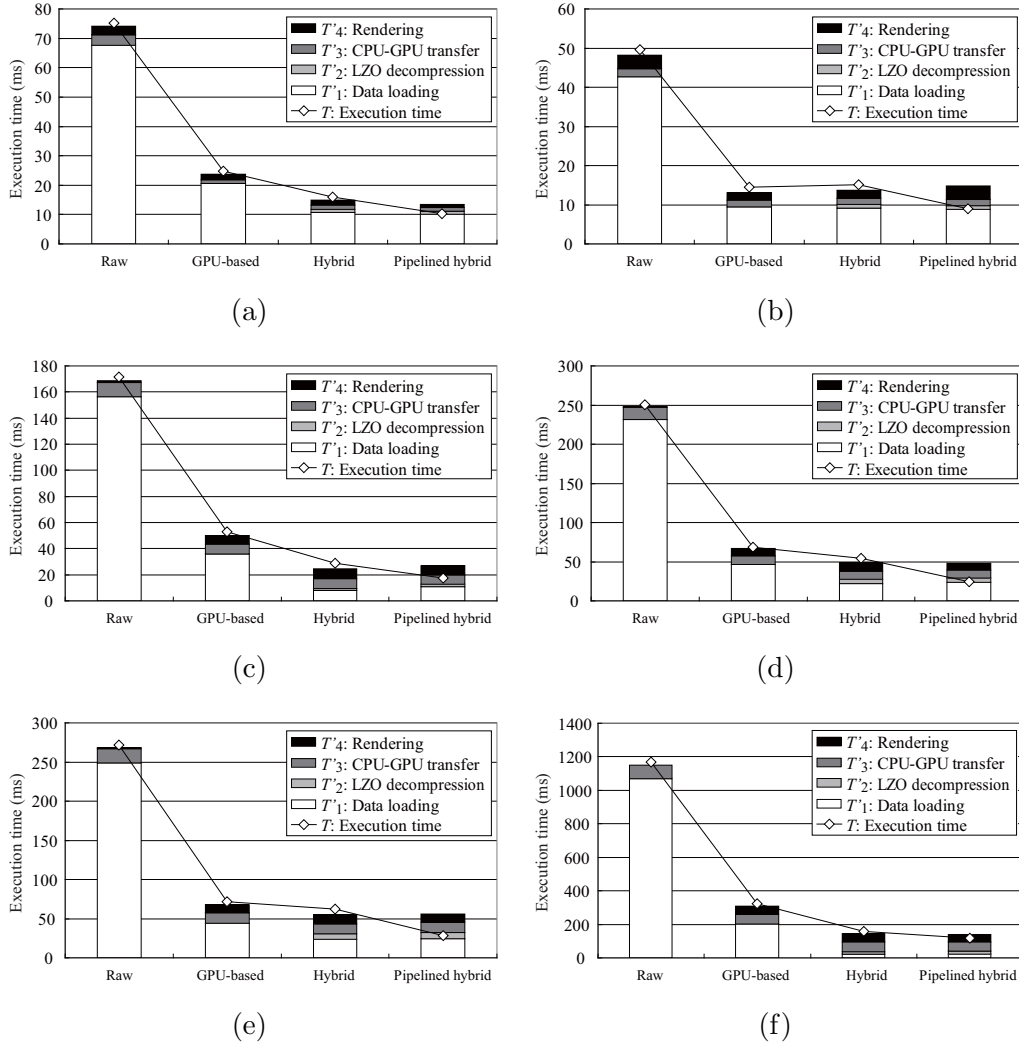 Execution time (ms)
80
70
60
50
40
30
20
10
0
T'4: Rendering
T'3: CPU-GPU transfer
T'2: LZO decompression
T'1: Data loading
T: Execution time
Raw GPU-based Hybrid Pipelined hybrid
(a)
Execution time (ms)
60
50
40
30
20
10
0
T'4: Rendering
T'3: CPU-GPU transfer
T'2: LZO decompression
T'1: Data loading
T: Execution time
Raw GPU-based Hybrid Pipelined hybrid
(b)
Execution time (ms)
180
160
140
120
100
80
60
40
20
0
T'4: Rendering
T'3: CPU-GPU transfer
T'2: LZO decompression
T'1: Data loading
T: Execution time
Raw GPU-based Hybrid Pipelined hybrid
(c)
Execution time (ms)
300
250
200
150
100
50
0
T'4: Rendering
T'3: CPU-GPU transfer
T'2: LZO decompression
T'1: Data loading
T: Execution time
Raw GPU-based Hybrid Pipelined hybrid
(d)
Execution time (ms)
300
250
200
150
100
50
0
T'4: Rendering
T'3: CPU-GPU transfer
T'2: LZO decompression
T'1: Data loading
T: Execution time
Raw GPU-based Hybrid Pipelined hybrid
(e)
Execution time (ms)
1400
1200
1000
800
600
400
200
0
T'4: Rendering
T'3: CPU-GPU transfer
T'2: LZO decompression
T'1: Data loading
T: Execution time
Raw GPU-based Hybrid Pipelined hybrid
(f)